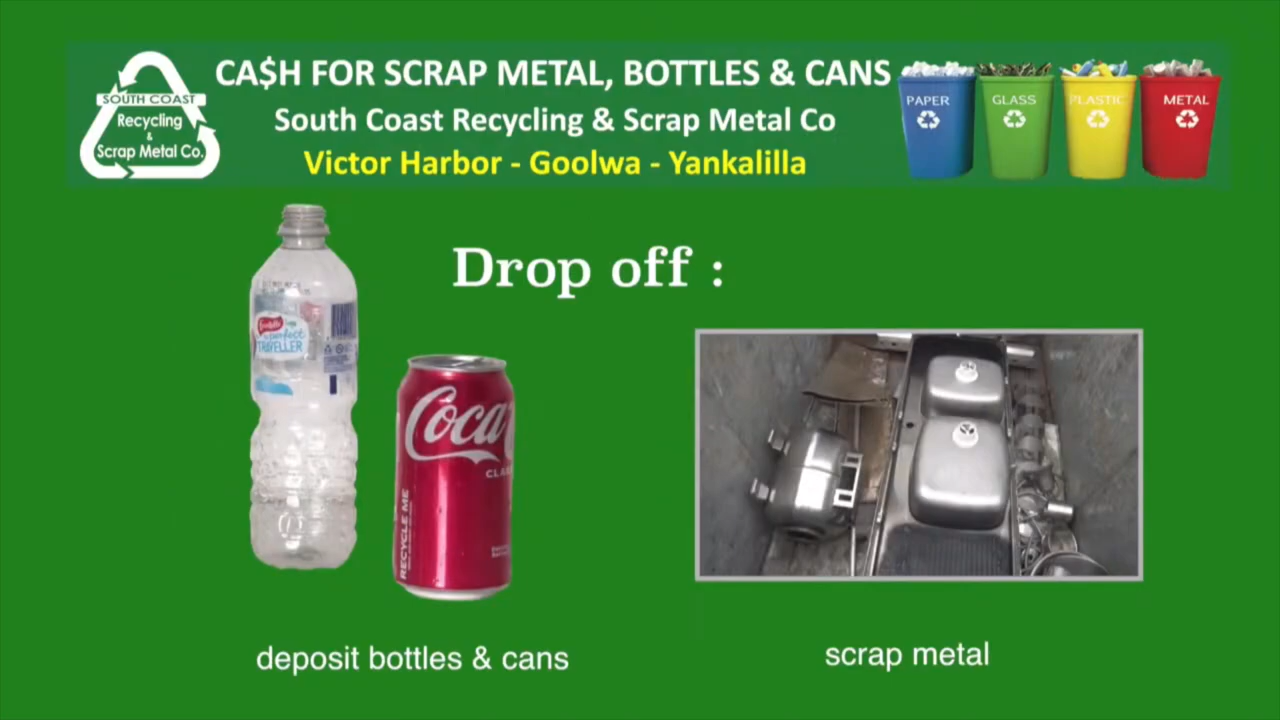 SOUTH COAST
Recycling
&
Scrap Metal Co.
CA$H FOR SCRAP METAL, BOTTLES & CANS
South Coast Recycling & Scrap Metal Co
Victor Harbor - Goolwa - Yankalilla
PAPER
GLASS
PLASTIC
METAL
Drop off :
perfect
TRAVELLER
Coca
RECYCLE ME
deposit bottles & cans
scrap metal